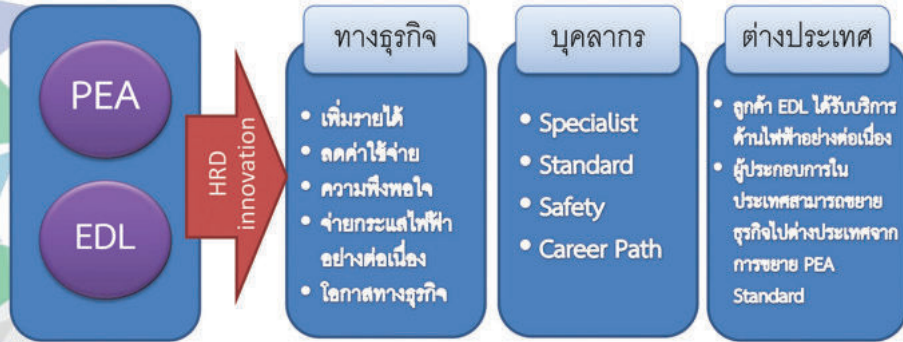 PEA
EDL
HRD
innovation
ทางธุรกิจ
• เพิ่มรายได้
• ลดค่าใช้จ่าย
• ความพึงพอใจ
• จ่ายกระแสไฟฟ้า
อย่างต่อเนื่อง
• โอกาสทางธุรกิจ
บุคลากร
• Specialist
• Standard
• Safety
• Career Path
ต่างประเทศ
• ลูกค้า EDL ได้รับบริการ
ด้านไฟฟ้าอย่างต่อเนื่อง
• ผู้ประกอบการใน
ประเทศสามารถขยาย
ธุรกิจไปต่างประเทศจาก
การขยาย PEA
Standard